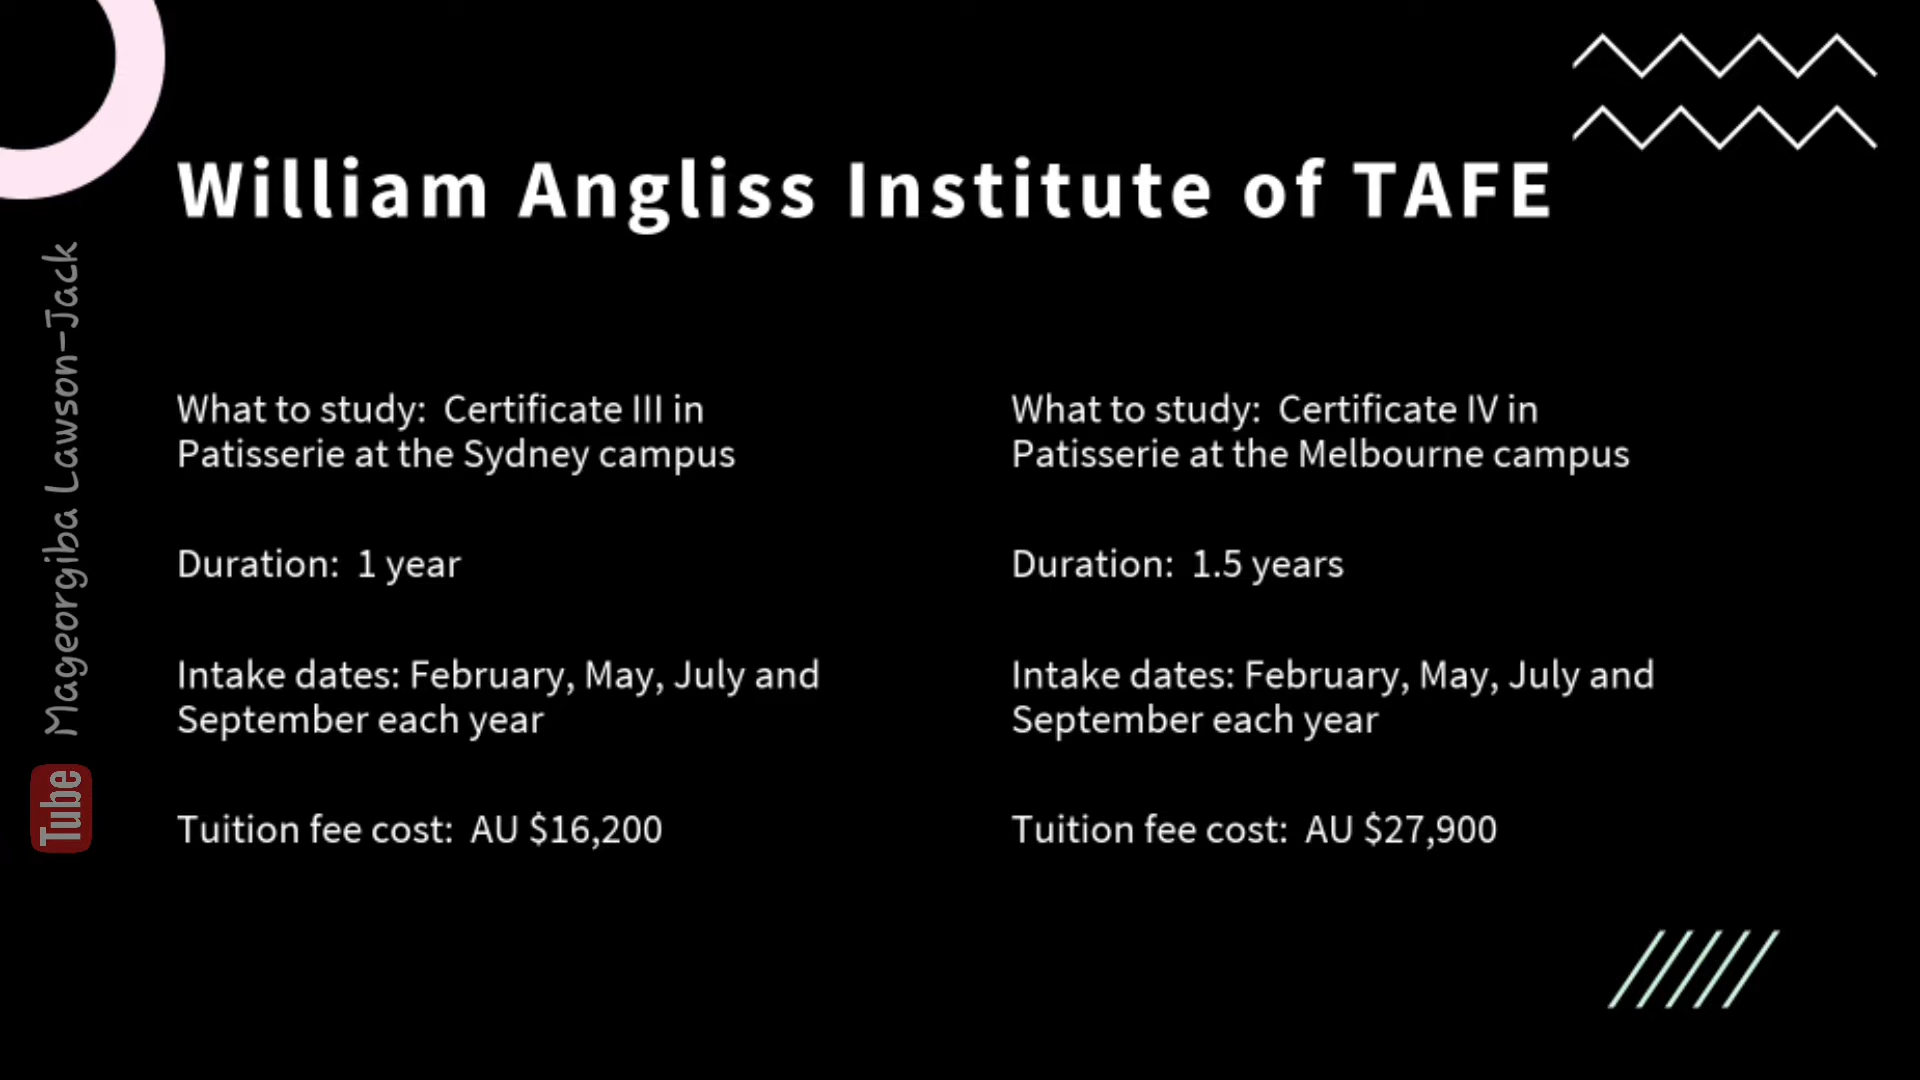 William Angliss Institute of TAFE
What to study: Certificate III in
Patisserie at the Sydney campus
Duration: 1 year
Intake dates: February, May, July and
September each year
Tuition fee cost: AU $16,200
What to study: Certificate IV in
Patisserie at the Melbourne campus
Duration: 1.5 years
Intake dates: February, May, July and
September each year
Tuition fee cost: AU $27,900
Tube Mageorgiba Lawson-Jack